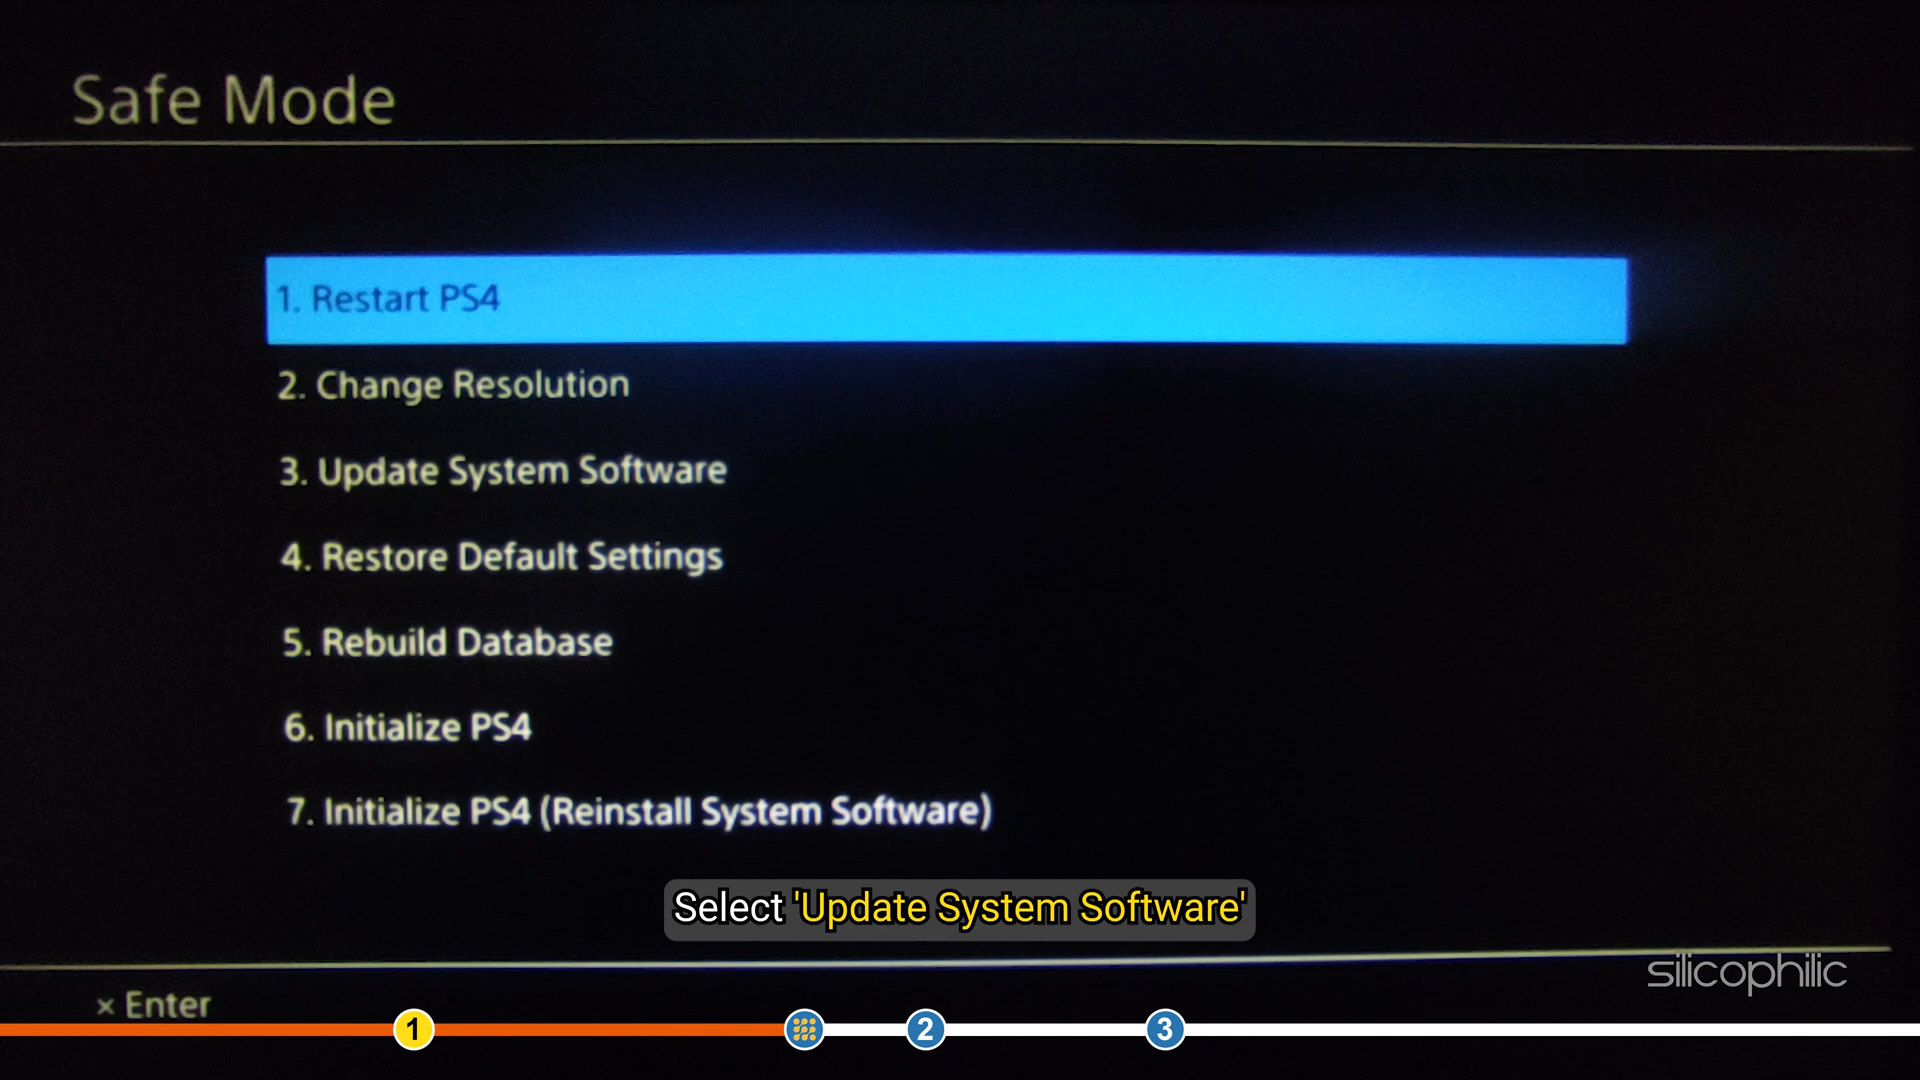 Safe Mode
1. Restart PS4
2. Change Resolution
3. Update System Software
4. Restore Default Settings
5. Rebuild Database
6. Initialize PS4
7. Initialize PS4 (Reinstall System Software)
Select 'Update System Software'
silicophilic
× Enter
1 2 3